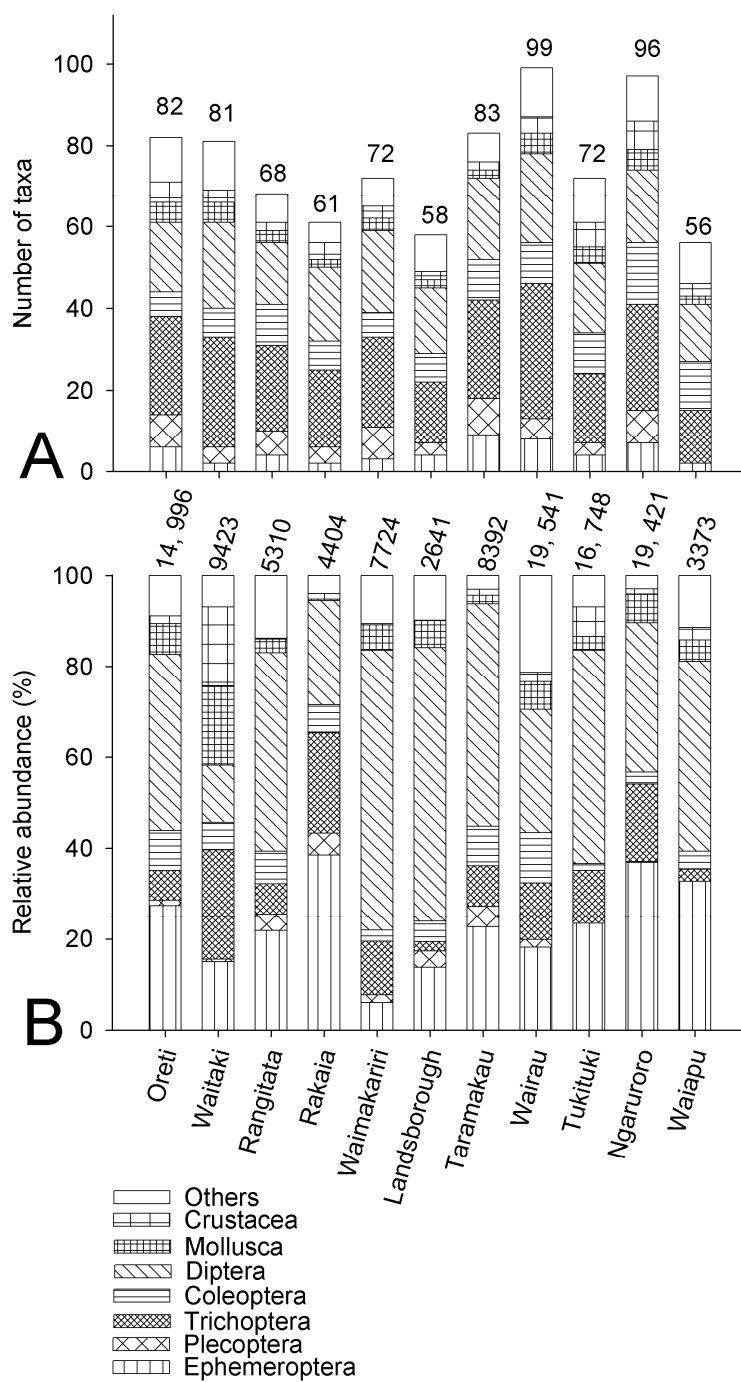 100
80
60
40
20
0
Number of taxa
82
81
68
61
72
58
83
99
72
96
56
A
100
80
60
40
20
0
Relative abundance (%)
14, 996
9423
5310
4404
7724
2641
8392
19, 541
16, 748
19, 421
3373
B
Oreti
Waitaki
Rangitata
Rakaia
Waimakariri
Landsborough
Taramakau
Wairau
Tukituki
Ngaruroro
Waiapu
Others
Crustacea
Mollusca
Diptera
Coleoptera
Trichoptera
Plecoptera
Ephemeroptera